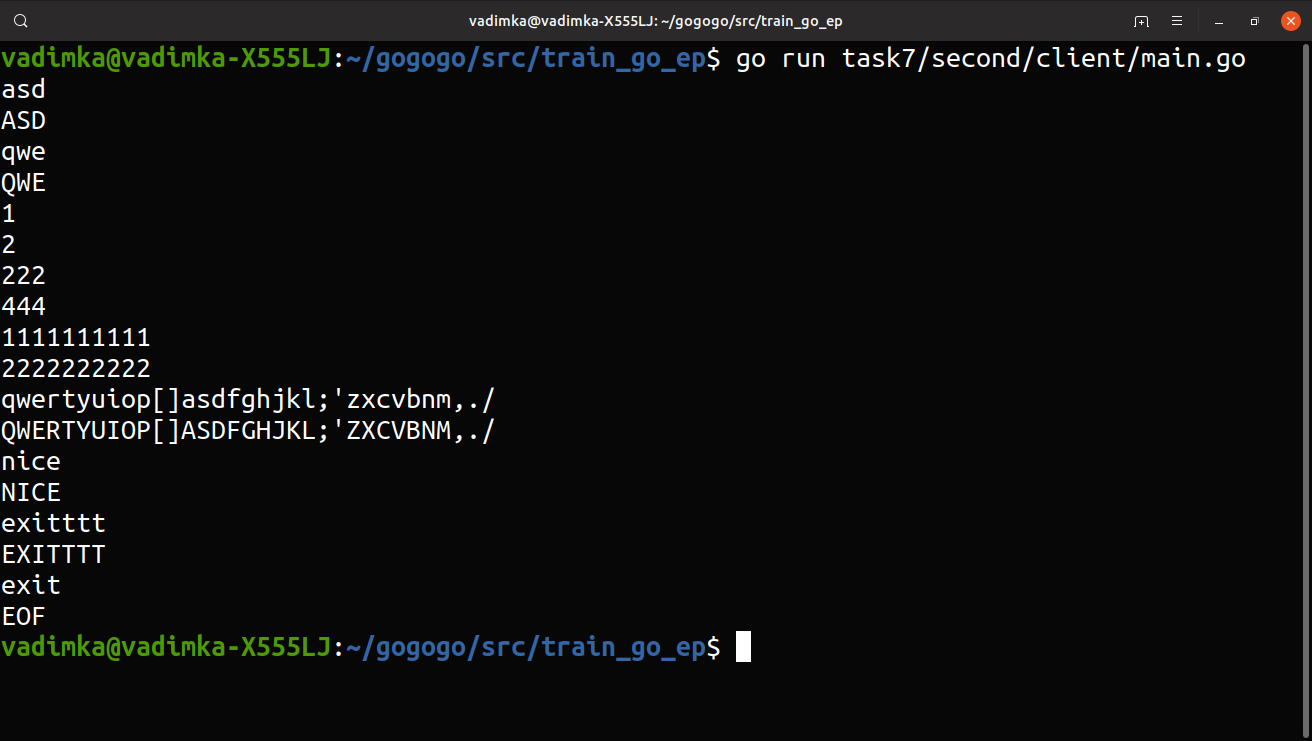 vadimka@vadimka-X555LJ: ~/gogogo/src/train_go_ep
vadimka@vadimka-X555LJ:~/gogogo/src/train_go_ep$ go run task7/second/client/main.go
asd
ASD
qwe
QWE
1
2
222
444
1111111111
2222222222
qwertyuiop[]asdfghjkl;'zxcvbnm,./
QWERTYUIOP[]ASDFGHJKL;'ZXCVBNM,./
nice
NICE
exitttt
EXITTTT
exit
EOF
vadimka@vadimka-X555LJ:~/gogogo/src/train_go_ep$